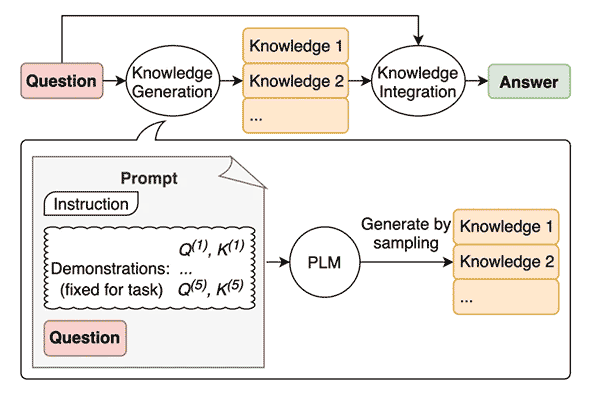 Question
Knowledge
Generation
Knowledge 1
Knowledge 2
...
Knowledge
Integration
Answer
Prompt
Instruction
Q(1), K(1)
Demonstrations: ...
(fixed for task) Q(5), K(5)
Question
PLM
Generate by
sampling
Knowledge 1
Knowledge 2
...